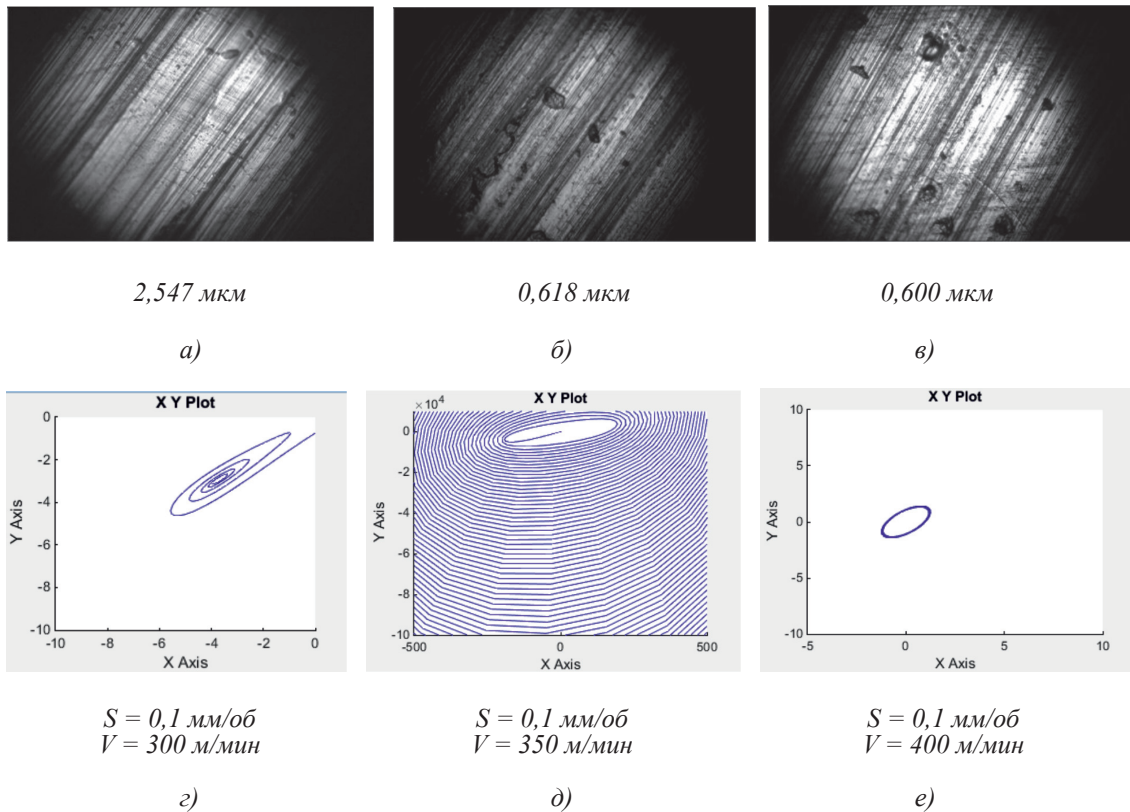 2,547 мкм 0,618 мкм 0,600 мкм
а) б) в)
X Y Plot
0
-2
-4
-6
-8
-10
Y Axis
-10 -8 -6 -4 -2 0
X Axis
X Y Plot
×10⁴
0
-2
-4
-6
-8
-10
Y Axis
-500 0 500
X Axis
X Y Plot
10
5
0
-5
-10
Y Axis
-5 0 5 10
X Axis
S = 0,1 мм/об S = 0,1 мм/об S = 0,1 мм/об
V = 300 м/мин V = 350 м/мин V = 400 м/мин
г) д) е)